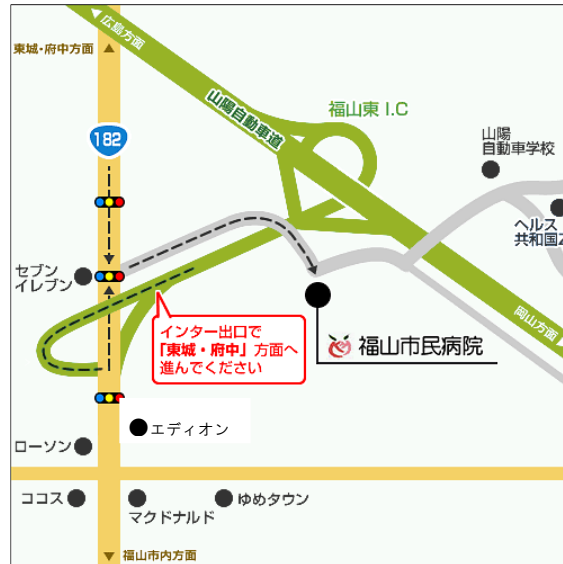 広島方面
東城・府中方面
山陽自動車道
福山東 I.C
182
山陽
自動車学校
ヘルス
共和国
セブン
イレブン
岡山方面
インター出口で
「東城・府中」方面へ
進んでください
福山市民病院
エディオン
ローソン
ココス
マクドナルド
ゆめタウン
福山市内方面